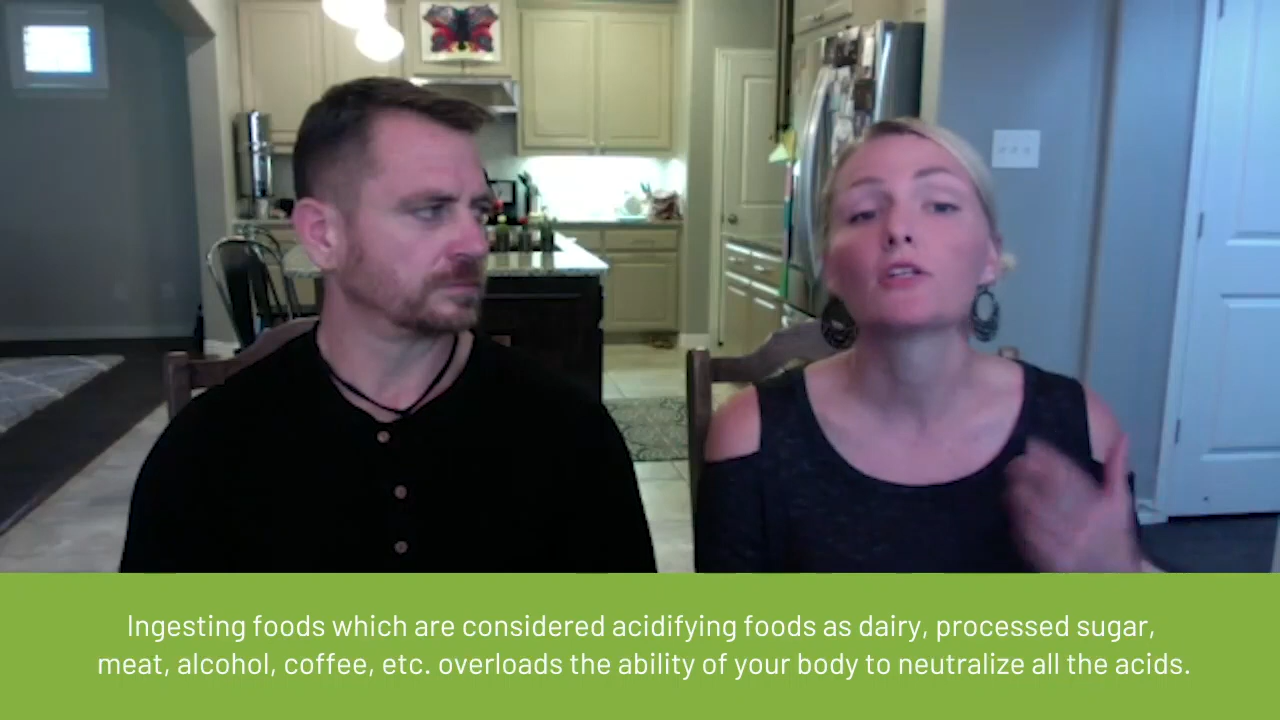 Ingesting foods which are considered acidifying foods as dairy, processed sugar,
meat, alcohol, coffee, etc. overloads the ability of your body to neutralize all the acids.